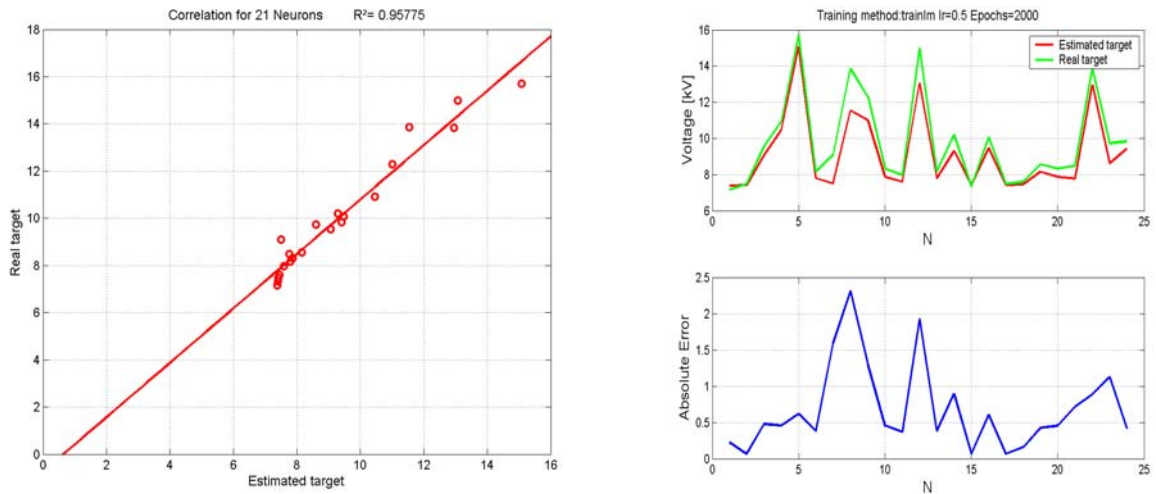 Correlation for 21 Neurons R²= 0.95775
18
16
14
12
10
8
6
4
2
0
Real target
0 2 4 6 8 10 12 14 16
Estimated target
Training method:trainlm lr=0.5 Epochs=2000
16
14
12
10
8
6
Voltage [kV]
Estimated target
Real target
0 5 10 15 20 25
N
2.5
2
1.5
1
0.5
0
Absolute Error
0 5 10 15 20 25
N